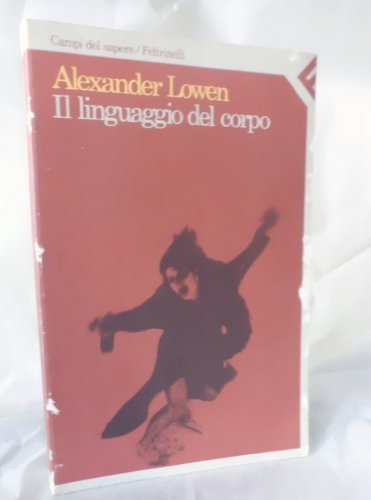 Campi del sapere/Feltrinelli
Alexander Lowen
Il linguaggio del corpo